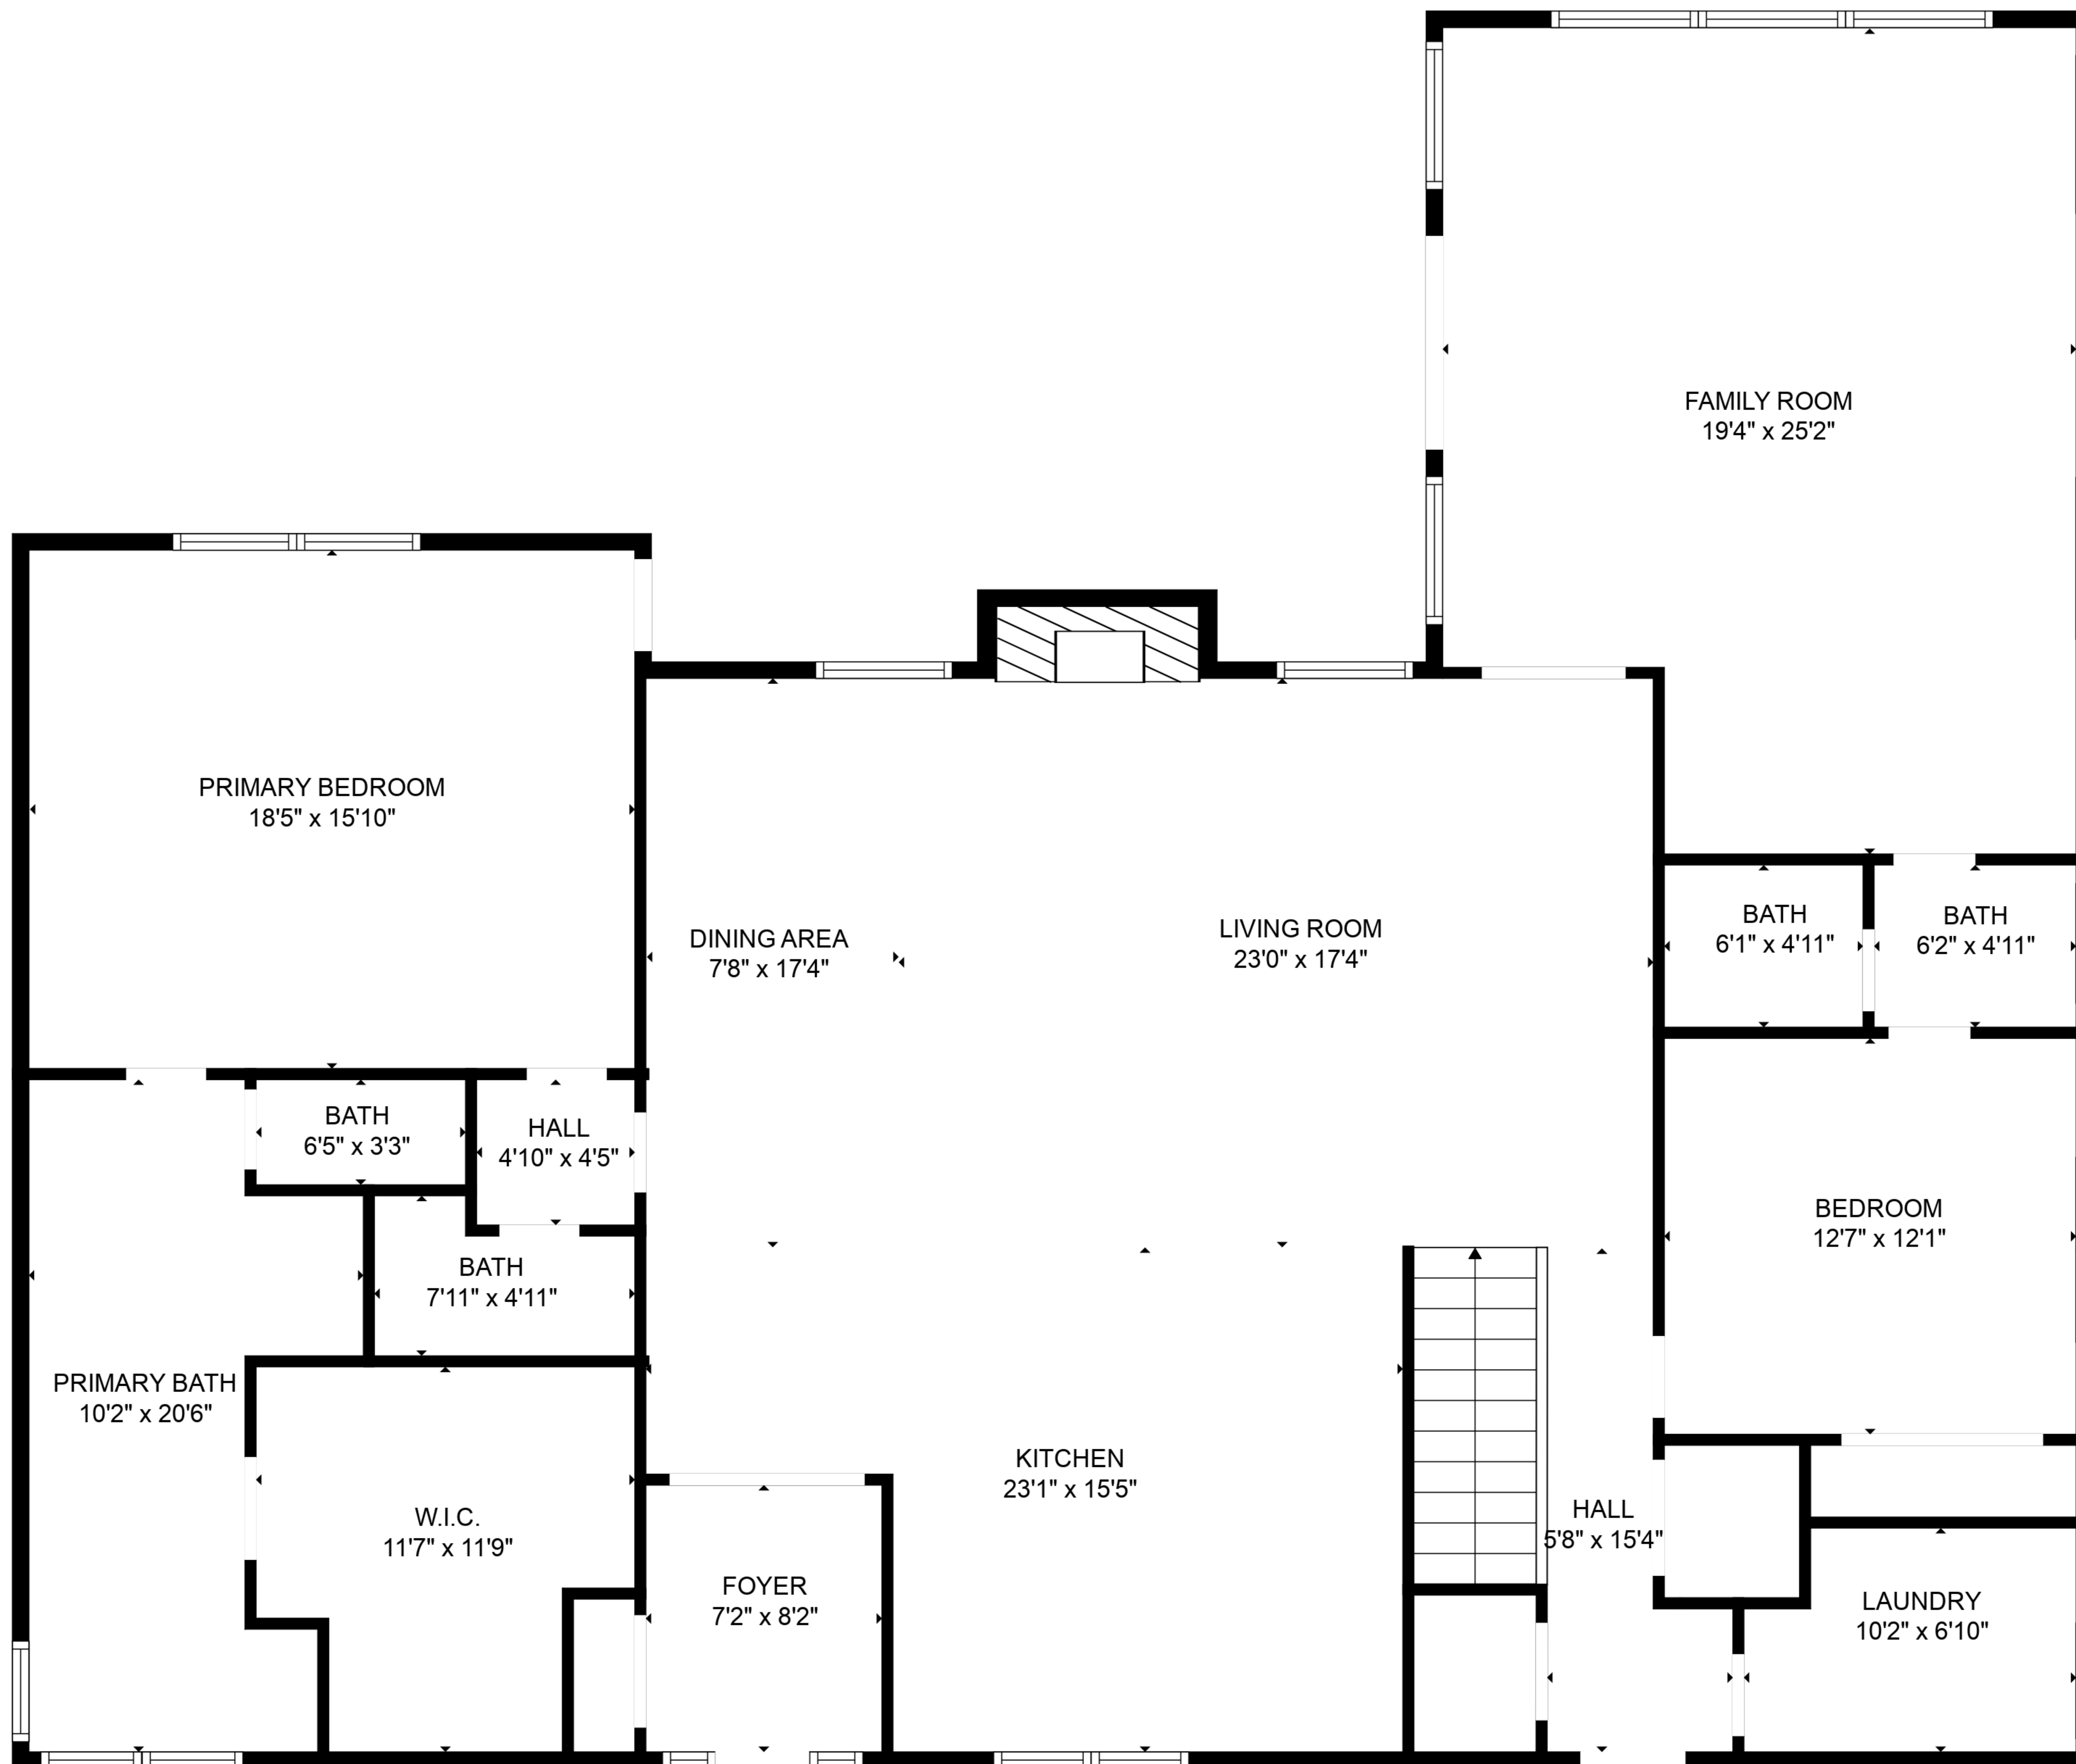 FAMILY ROOM
19'4" x 25'2"
PRIMARY BEDROOM
18'5" x 15'10"
DINING AREA
7'8" x 17'4"
LIVING ROOM
23'0" x 17'4"
BATH
6'1" x 4'11"
BATH
6'2" x 4'11"
BATH
6'5" x 3'3"
HALL
4'10" x 4'5"
BEDROOM
12'7" x 12'1"
BATH
7'11" x 4'11"
PRIMARY BATH
10'2" x 20'6"
KITCHEN
23'1" x 15'5"
W.I.C.
11'7" x 11'9"
HALL
5'8" x 15'4"
FOYER
7'2" x 8'2"
LAUNDRY
10'2" x 6'10"